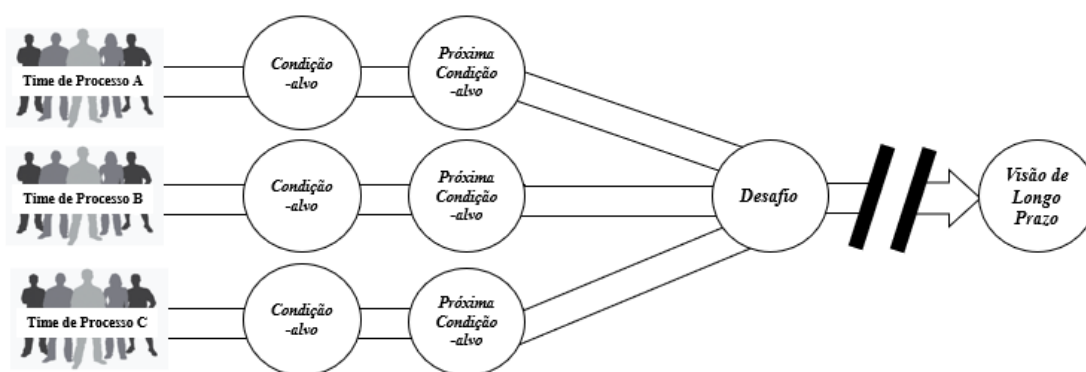 Time de Processo A
Condição
-alvo
Próxima
Condição
-alvo
Time de Processo B
Condição
-alvo
Próxima
Condição
-alvo
Desafio
Visão de
Longo
Prazo
Time de Processo C
Condição
-alvo
Próxima
Condição
-alvo